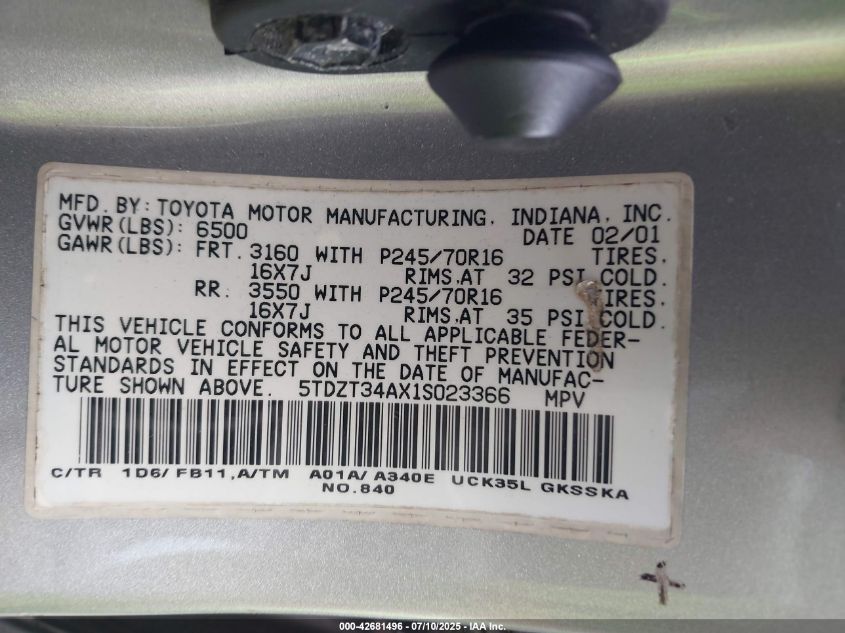 MFD. BY: TOYOTA MOTOR MANUFACTURING, INDIANA, INC.
GVWR(LBS): 6500 DATE 02/01
GAWR(LBS): FRT. 3160 WITH P245/70R16 TIRES,
16X7J RIMS,AT 32 PSI COLD.
RR. 3550 WITH P245/70R16 TIRES,
16X7J RIMS,AT 35 PSI COLD.
THIS VEHICLE CONFORMS TO ALL APPLICABLE FEDER-
AL MOTOR VEHICLE SAFETY AND THEFT PREVENTION
STANDARDS IN EFFECT ON THE DATE OF MANUFAC-
TURE SHOWN ABOVE. 5TDZT34AX1S023366 MPV
C/TR 1D6/ FB11,A/TM A01A/ A340E UCK35L GKSSKA
NO.840
000-42681496 - 07/10/2025 - IAA Inc.